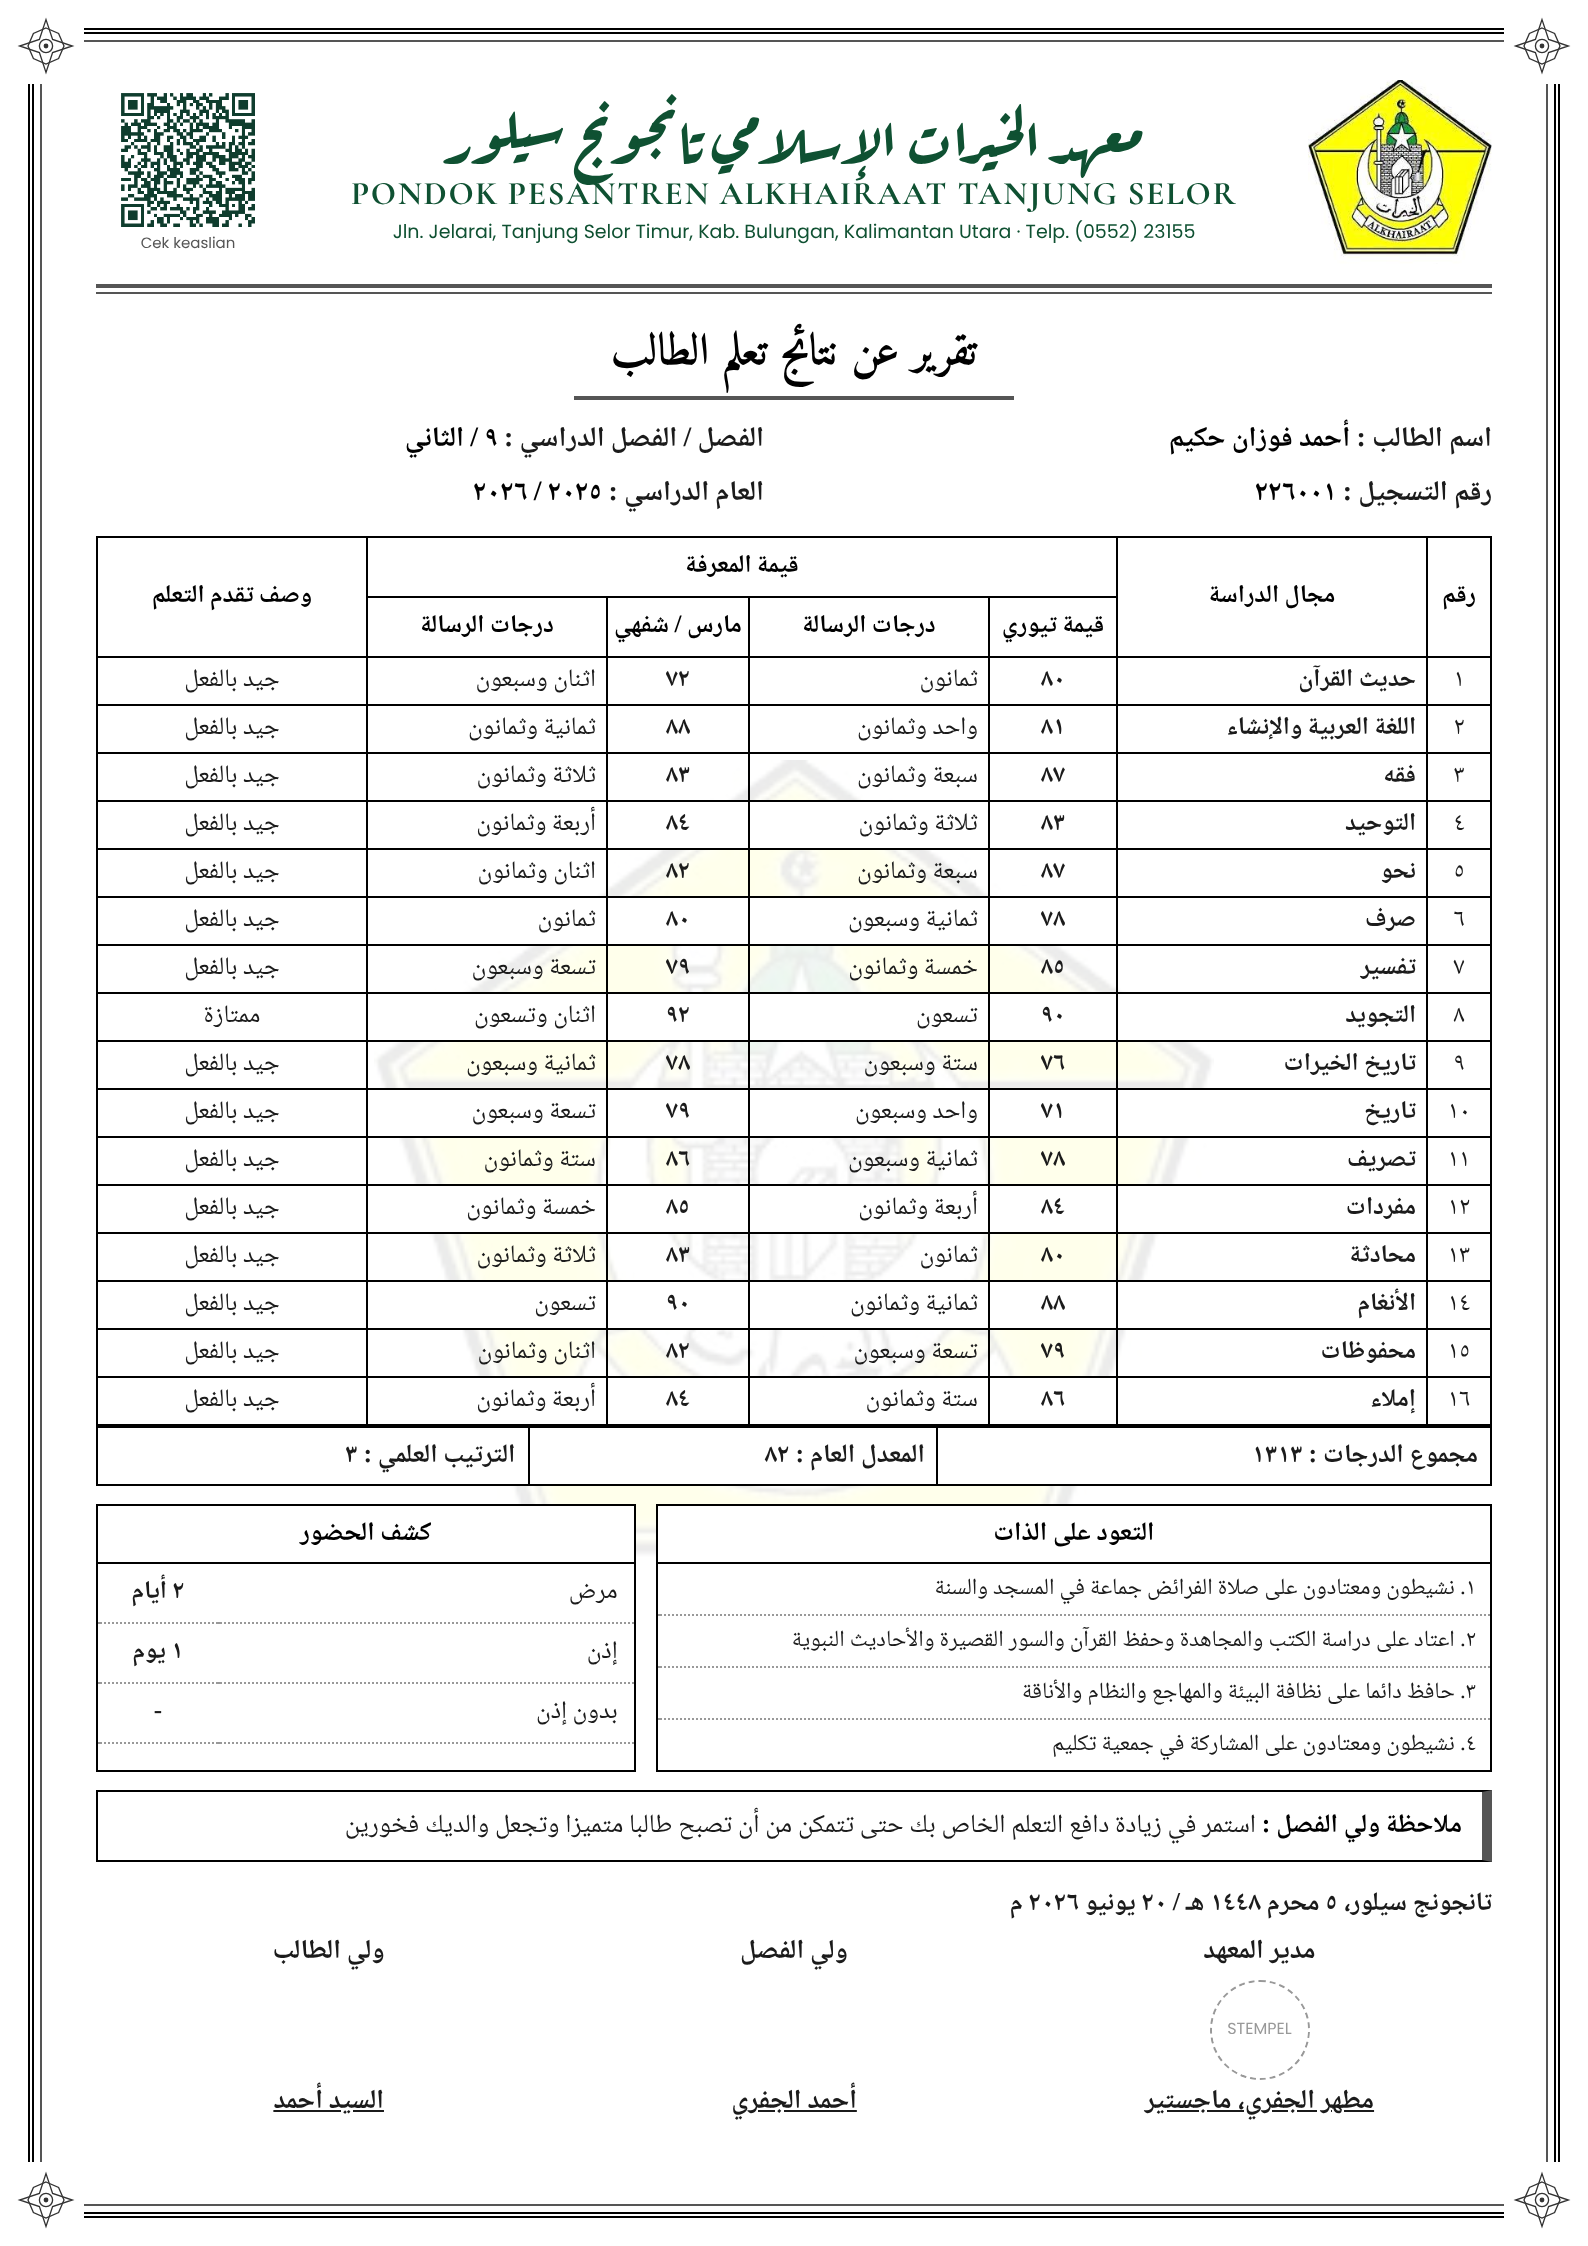 معهد الخيرات الإسلامي تانجونج سيلور
PONDOK PESANTREN ALKHAIRAAT TANJUNG SELOR
Jln. Jelarai, Tanjung Selor Timur, Kab. Bulungan, Kalimantan Utara · Telp. (0552) 23155
Cek keaslian
الخيرات
ALKHAIRAAT
تقرير عن نتائج تعلم الطالب
اسم الطالب : أحمد فوزان حكيم
الفصل / الفصل الدراسي : ٩ / الثاني
رقم التسجيل : ٢٢٦٠٠١
العام الدراسي : ٢٠٢٥ / ٢٠٢٦
رقم مجال الدراسة قيمة المعرفة وصف تقدم التعلم
قيمة تيوري درجات الرسالة مارس / شفهي درجات الرسالة
١ حديث القرآن ٨٠ ثمانون ٧٢ اثنان وسبعون جيد بالفعل
٢ اللغة العربية والإنشاء ٨١ واحد وثمانون ٨٨ ثمانية وثمانون جيد بالفعل
٣ فقه ٨٧ سبعة وثمانون ٨٣ ثلاثة وثمانون جيد بالفعل
٤ التوحيد ٨٣ ثلاثة وثمانون ٨٤ أربعة وثمانون جيد بالفعل
٥ نحو ٨٧ سبعة وثمانون ٨٢ اثنان وثمانون جيد بالفعل
٦ صرف ٧٨ ثمانية وسبعون ٨٠ ثمانون جيد بالفعل
٧ تفسير ٨٥ خمسة وثمانون ٧٩ تسعة وسبعون جيد بالفعل
٨ التجويد ٩٠ تسعون ٩٢ اثنان وتسعون ممتازة
٩ تاريخ الخيرات ٧٦ ستة وسبعون ٧٨ ثمانية وسبعون جيد بالفعل
١٠ تاريخ ٧١ واحد وسبعون ٧٩ تسعة وسبعون جيد بالفعل
١١ تصريف ٧٨ ثمانية وسبعون ٨٦ ستة وثمانون جيد بالفعل
١٢ مفردات ٨٤ أربعة وثمانون ٨٥ خمسة وثمانون جيد بالفعل
١٣ محادثة ٨٠ ثمانون ٨٣ ثلاثة وثمانون جيد بالفعل
١٤ الأنغام ٨٨ ثمانية وثمانون ٩٠ تسعون جيد بالفعل
١٥ محفوظات ٧٩ تسعة وسبعون ٨٢ اثنان وثمانون جيد بالفعل
١٦ إملاء ٨٦ ستة وثمانون ٨٤ أربعة وثمانون جيد بالفعل
مجموع الدرجات : ١٣١٣ المعدل العام : ٨٢ الترتيب العلمي : ٣
التعود على الذات
١. نشيطون ومعتادون على صلاة الفرائض جماعة في المسجد والسنة
٢. اعتاد على دراسة الكتب والمجاهدة وحفظ القرآن والسور القصيرة والأحاديث النبوية
٣. حافظ دائما على نظافة البيئة والمهاجع والنظام والأناقة
٤. نشيطون ومعتادون على المشاركة في جمعية تكليم
كشف الحضور
مرض ٢ أيام
إذن ١ يوم
بدون إذن -
ملاحظة ولي الفصل : استمر في زيادة دافع التعلم الخاص بك حتى تتمكن من أن تصبح طالبا متميزا وتجعل والديك فخورين
تانجونج سيلور، ٥ محرم ١٤٤٨ هـ / ٢٠ يونيو ٢٠٢٦ م
مدير المعهد ولي الفصل ولي الطالب
STEMPEL
مطهر الجفري، ماجستير أحمد الجفري السيد أحمد